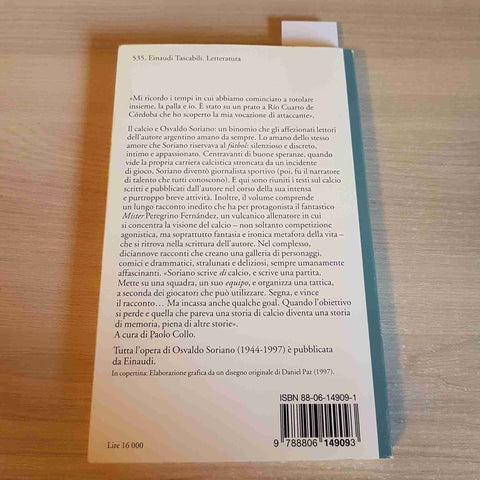 535. Einaudi Tascabili. Letteratura
«Mi ricordo i tempi in cui abbiamo cominciato a rotolare
insieme, la palla e io. È stato su un prato a Río Cuarto de
Córdoba che ho scoperto la mia vocazione di attaccante».
Il calcio e Osvaldo Soriano: un binomio che gli affezionati lettori
dell'autore argentino amano da sempre. Lo amano dello stesso
amore che Soriano riservava al fútbol: silenzioso e discreto,
intimo e appassionato. Centravanti di buone speranze, quando
vide la propria carriera calcistica stroncata da un incidente
di gioco, Soriano diventò giornalista sportivo (poi, fu il narratore
di talento che tutti conoscono). E qui sono riuniti i testi sul calcio
scritti e pubblicati dall'autore nel corso della sua intensa
e purtroppo breve attività. Inoltre, il volume comprende
un lungo racconto inedito che ha per protagonista il fantastico
Mister Peregrino Fernández, un vulcanico allenatore in cui
si concentra la visione del calcio – non soltanto competizione
agonistica, ma soprattutto fantasia e ironica metafora della vita –
che si ritrova nella scrittura dell'autore. Nel complesso,
diciannove racconti che creano una galleria di personaggi,
comici e drammatici, stralunati e deliziosi, sempre umanamente
affascinanti. «Soriano scrive di calcio, e scrive una partita.
Mette su una squadra, un suo equipo, e organizza una tattica,
a seconda dei giocatori che può utilizzare. Segna, e vince
il racconto... Ma incassa anche qualche goal. Quando l'obiettivo
si perde e quella che pareva una storia di calcio diventa una storia
di memoria, piena di altre storie».
A cura di Paolo Collo.
Tutta l'opera di Osvaldo Soriano (1944-1997) è pubblicata
da Einaudi.
In copertina: Elaborazione grafica da un disegno originale di Daniel Paz (1997).
ISBN 88-06-14909-1
9 788806 149093
Lire 16 000